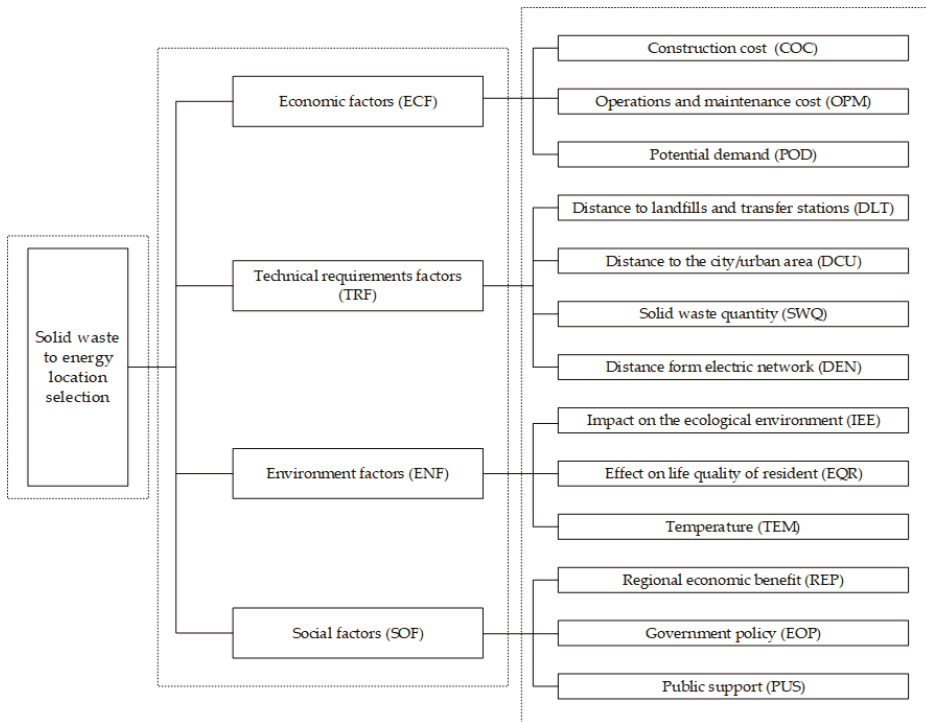 Solid waste
to energy
location
selection
Economic factors (ECF)
Technical requirements factors
(TRF)
Environment factors (ENF)
Social factors (SOF)
Construction cost (COC)
Operations and maintenance cost (OPM)
Potential demand (POD)
Distance to landfills and transfer stations (DLT)
Distance to the city/urban area (DCU)
Solid waste quantity (SWQ)
Distance form electric network (DEN)
Impact on the ecological environment (IEE)
Effect on life quality of resident (EQR)
Temperature (TEM)
Regional economic benefit (REP)
Government policy (EOP)
Public support (PUS)